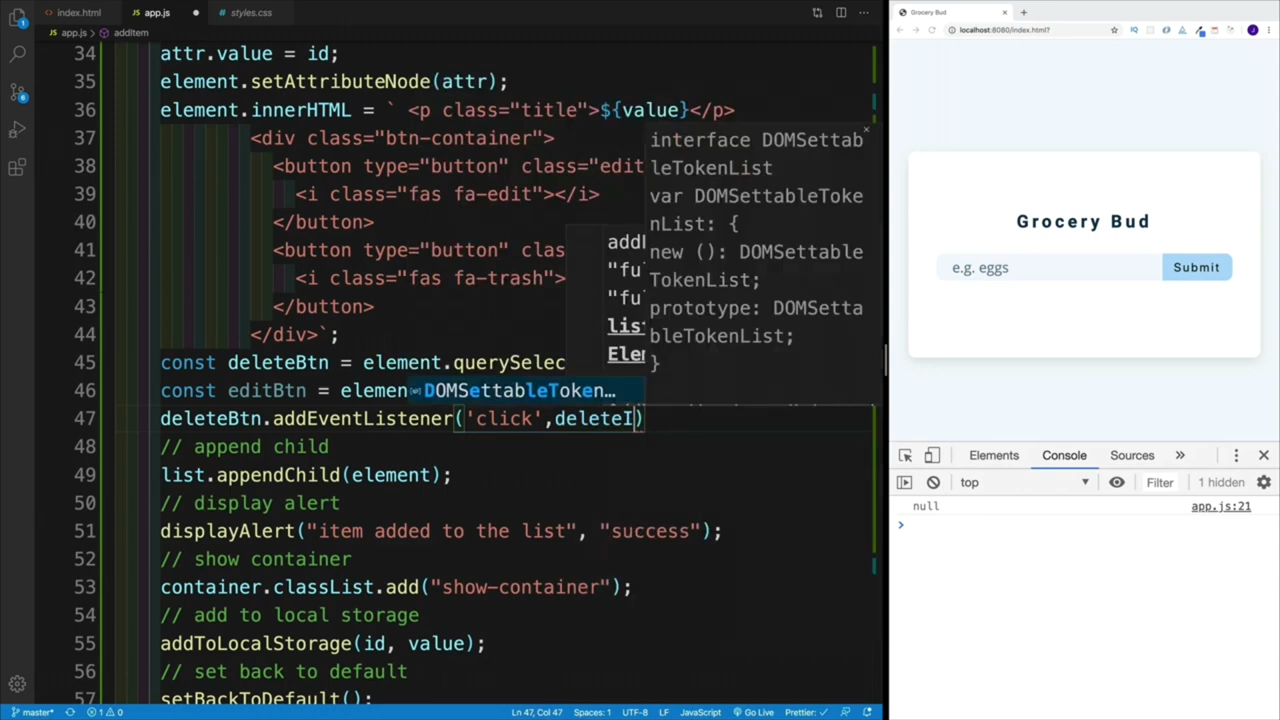 index.html
app.js
styles.css
app.js > addItem
34 attr.value = id;
35 element.setAttributeNode(attr);
36 element.innerHTML = ` <p class="title">${value}</p>
37 <div class="btn-container">
38 <button type="button" class="edit
39 <i class="fas fa-edit"></i>
40 </button>
41 <button type="button" clas
42 <i class="fas fa-trash">
43 </button>
44 </div>`;
45 const deleteBtn = element.querySelec
46 const editBtn = elemen
47 deleteBtn.addEventListener('click',deleteI)
48 // append child
49 list.appendChild(element);
50 // display alert
51 displayAlert("item added to the list", "success");
52 // show container
53 container.classList.add("show-container");
54 // add to local storage
55 addToLocalStorage(id, value);
56 // set back to default
57 setBackToDefault();
interface DOMSettab
leTokenList
var DOMSettableToke
nList: {
new (): DOMSettable
TokenList;
prototype: DOMSetta
bleTokenList;
}
"fu
"fu
lis
Ele
DOMSettableToken...
1
6
master*
1 0
Ln 47, Col 47
Spaces: 1
UTF-8
LF
JavaScript
Go Live
Prettier: ✓
Grocery Bud
localhost:8080/index.html?
J
Grocery Bud
e.g. eggs
Submit
Elements
Console
Sources
»
top
Filter
1 hidden
null
app.js:21
>